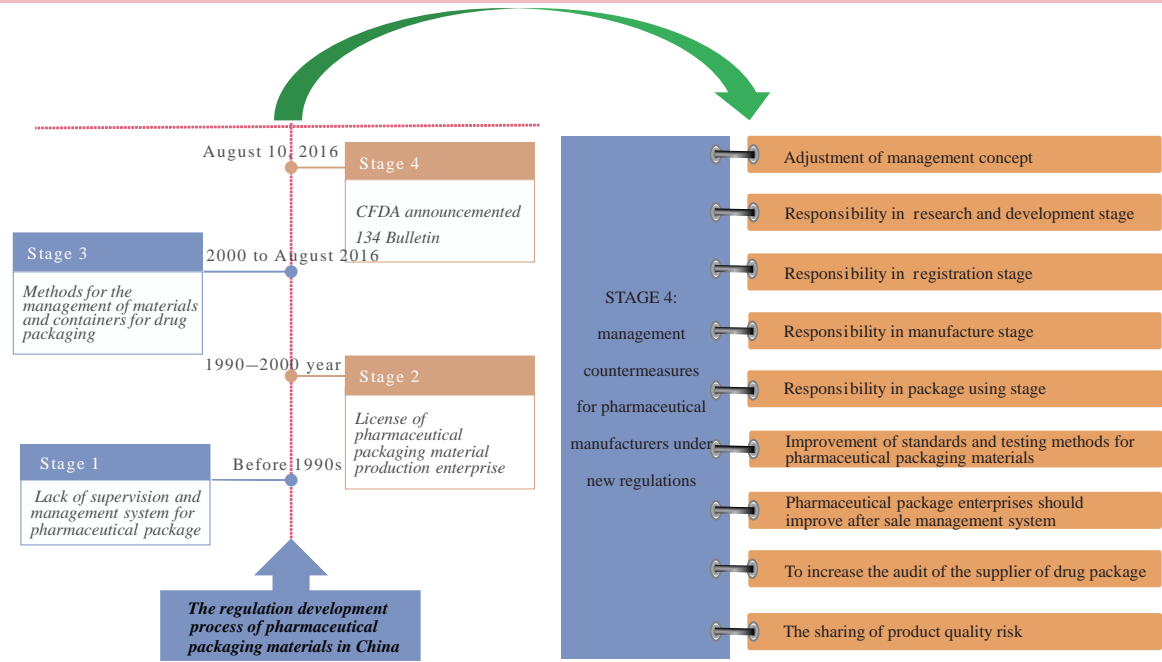 August 10, 2016
Stage 4
CFDA announcemented
134 Bulletin
Stage 3
2000 to August 2016
Methods for the
management of materials
and containers for drug
packaging
1990—2000 year
Stage 2
License of
pharmaceutical
packaging material
production enterprise
Stage 1
Before 1990s
Lack of supervision and
management system for
pharmaceutical package
The regulation development
process of pharmaceutical
packaging materials in China
STAGE 4:
management
countermeasures
for pharmaceutical
manufacturers under
new regulations
Adjustment of management concept
Responsibility in research and development stage
Responsibility in registration stage
Responsibility in manufacture stage
Responsibility in package using stage
Improvement of standards and testing methods for
pharmaceutical packaging materials
Pharmaceutical package enterprises should
improve after sale management system
To increase the audit of the supplier of drug package
The sharing of product quality risk